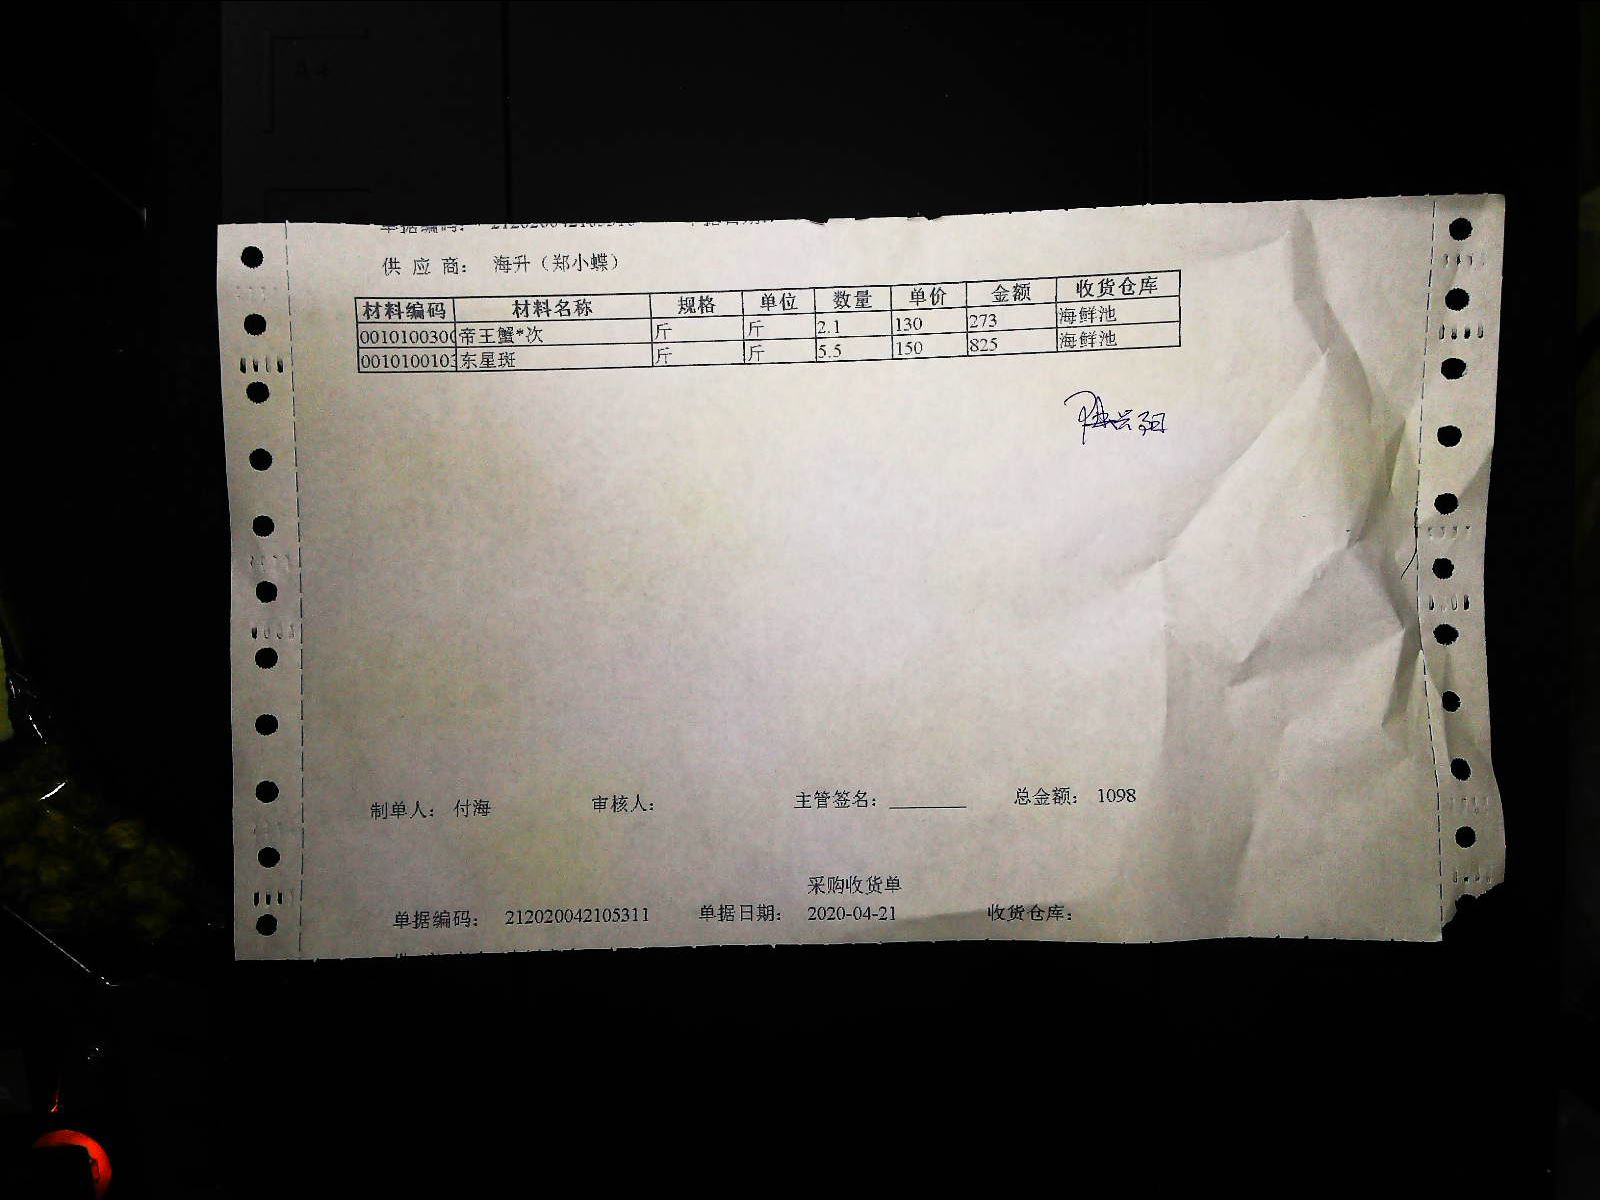 供 应 商： 海升（郑小蝶）
材料编码 材料名称 规格 单位 数量 单价 金额 收货仓库
0010100300 帝王蟹*次 斤 斤 2.1 130 273 海鲜池
001010010 东星斑 斤 斤 5.5 150 825 海鲜池
制单人： 付海 审核人： 主管签名： 总金额： 1098
采购收货单
单据编码： 212020042105311 单据日期： 2020-04-21 收货仓库：